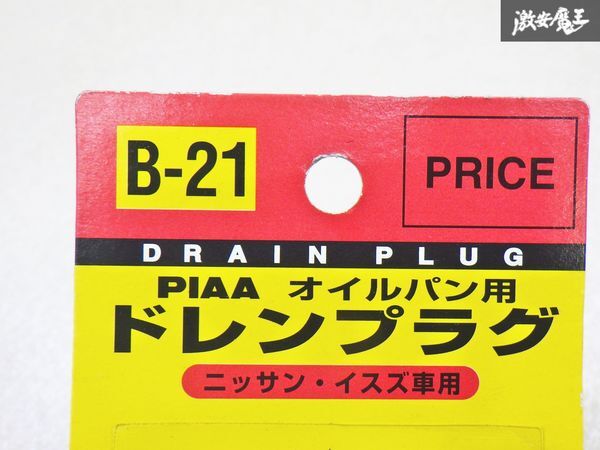 激安魔王
B-21
PRICE
DRAIN PLUG
PIAA オイルパン用
ドレンプラグ
ニッサン・イスズ車用